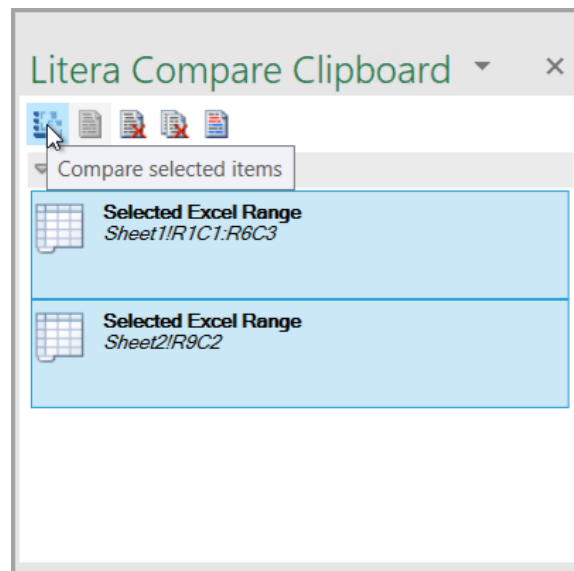 Litera Compare Clipboard
Compare selected items
Selected Excel Range
Sheet1!R1C1:R6C3
Selected Excel Range
Sheet2!R9C2